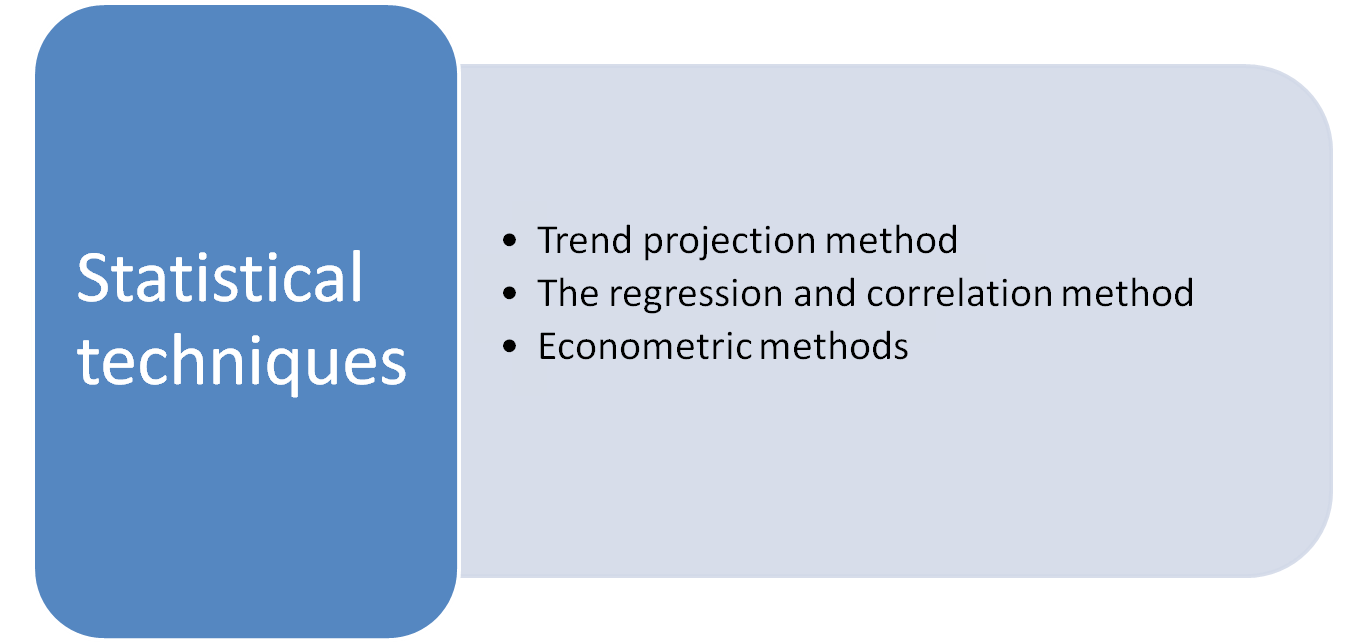 Statistical
techniques
• Trend projection method
• The regression and correlation method
• Econometric methods